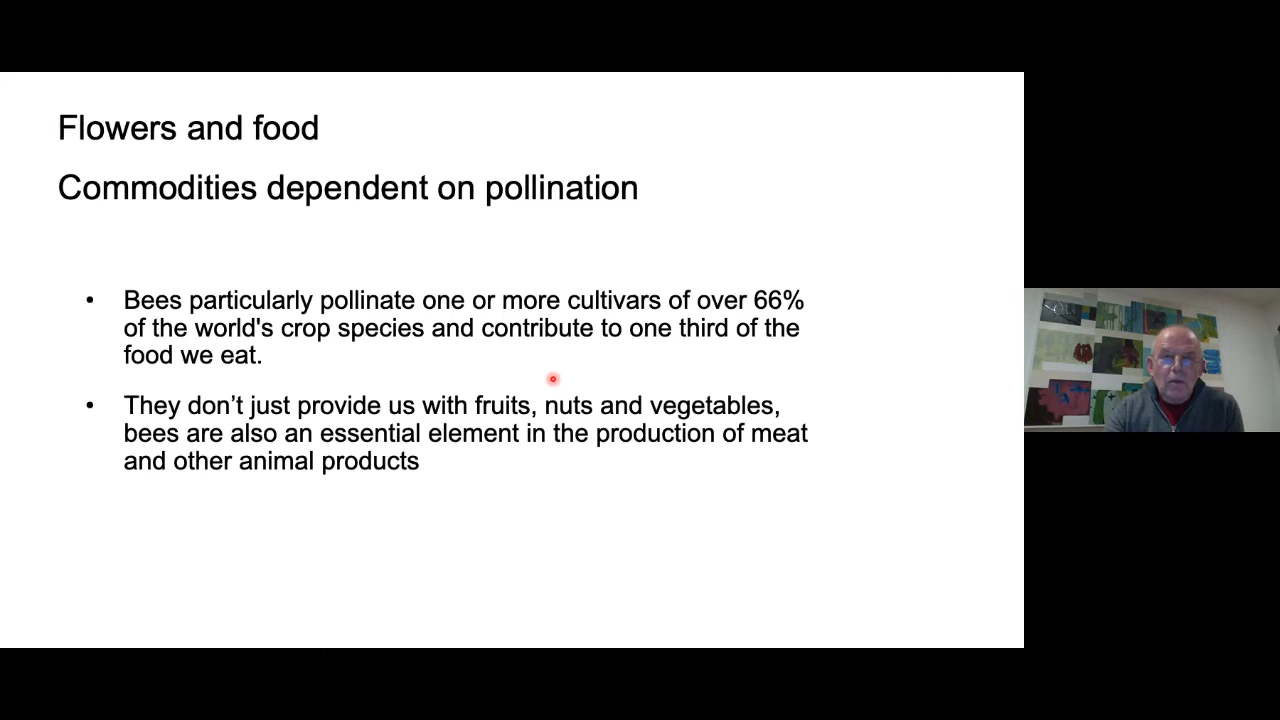 Flowers and food
Commodities dependent on pollination
• Bees particularly pollinate one or more cultivars of over 66%
of the world's crop species and contribute to one third of the
food we eat.
• They don’t just provide us with fruits, nuts and vegetables,
bees are also an essential element in the production of meat
and other animal products